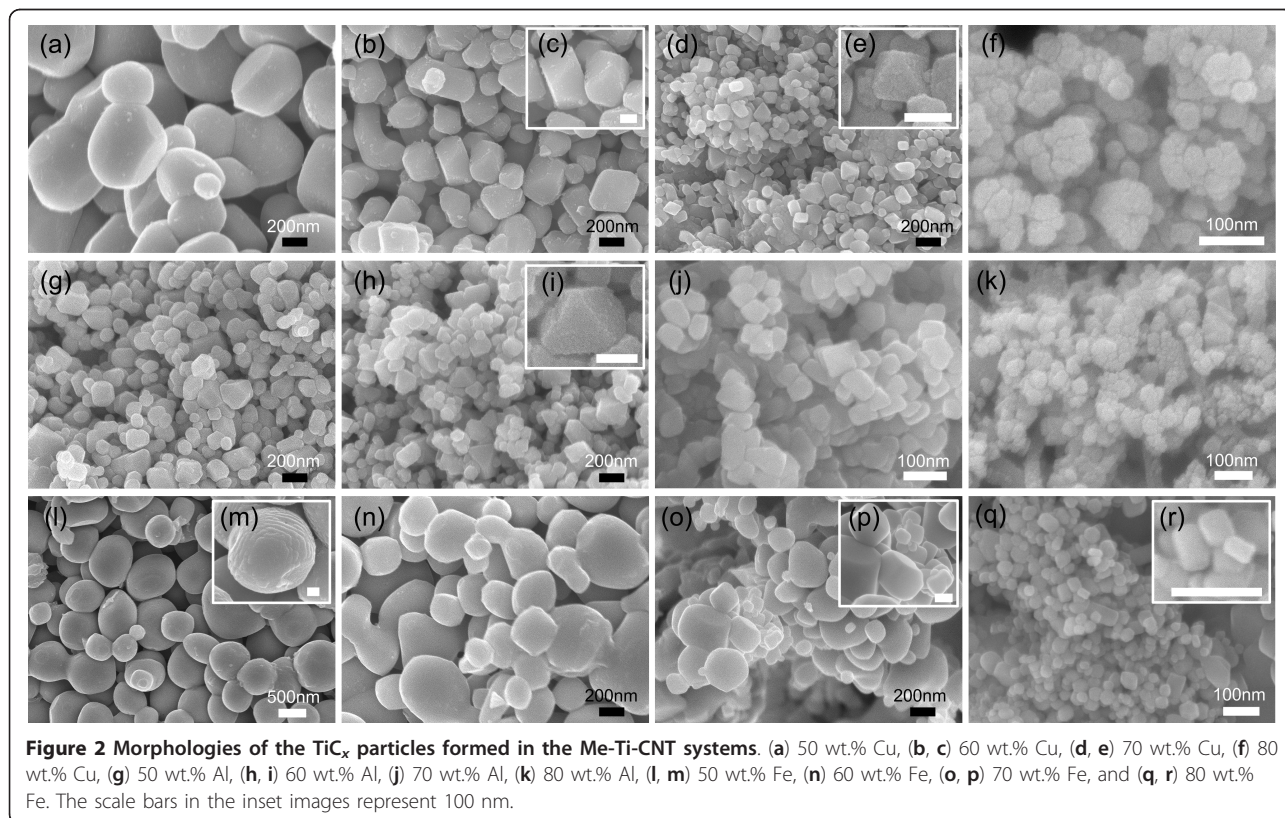 (a) (b) (c) (d) (e) (f)
200nm 200nm 200nm 100nm
(g) (h) (i) (j) (k)
200nm 200nm 100nm 100nm
(l) (m) (n) (o) (p) (q) (r)
500nm 200nm 200nm 100nm
Figure 2 Morphologies of the TiCx particles formed in the Me-Ti-CNT systems. (a) 50 wt.% Cu, (b, c) 60 wt.% Cu, (d, e) 70 wt.% Cu, (f) 80
wt.% Cu, (g) 50 wt.% Al, (h, i) 60 wt.% Al, (j) 70 wt.% Al, (k) 80 wt.% Al, (l, m) 50 wt.% Fe, (n) 60 wt.% Fe, (o, p) 70 wt.% Fe, and (q, r) 80 wt.%
Fe. The scale bars in the inset images represent 100 nm.